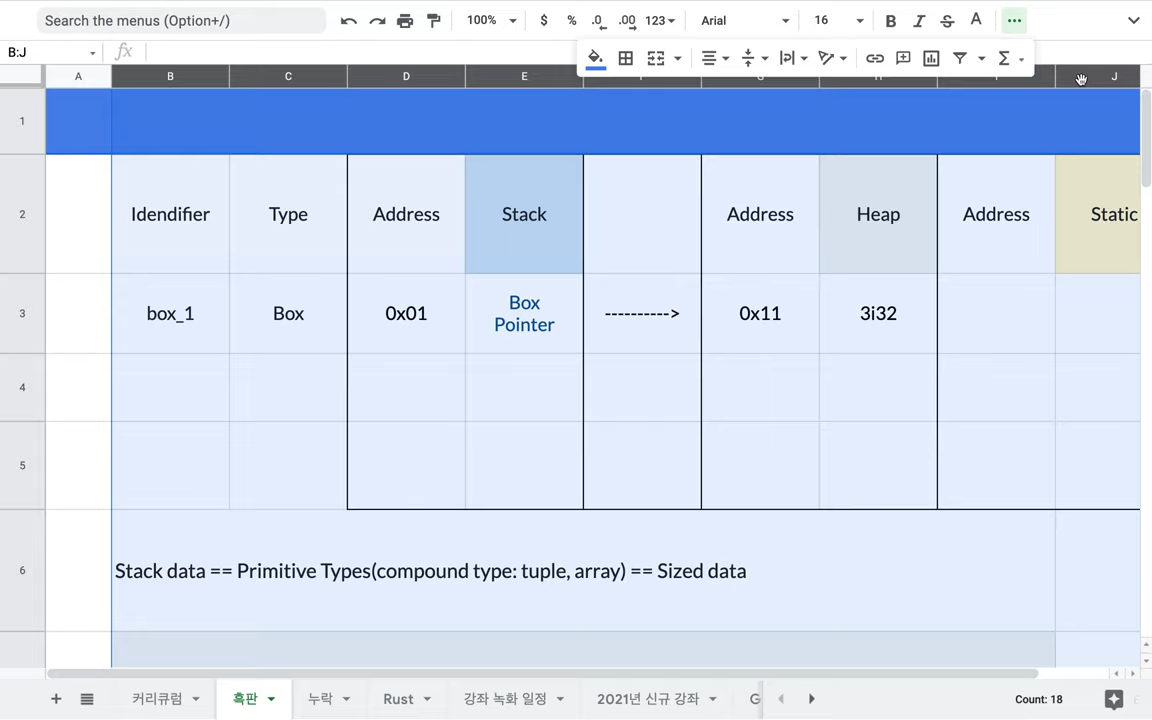 Search the menus (Option+/)
100%
$
%
.0
.00
123
Arial
16
B
I
S
A
B:J
fx
A
B
C
D
E
J
1
2
Idendifier
Type
Address
Stack
Address
Heap
Address
Static
3
box_1
Box
0x01
Box
Pointer
---------->
0x11
3i32
4
5
6
Stack data == Primitive Types(compound type: tuple, array) == Sized data
커리큘럼
흑판
누락
Rust
강좌 녹화 일정
2021년 신규 강좌
G
Count: 18